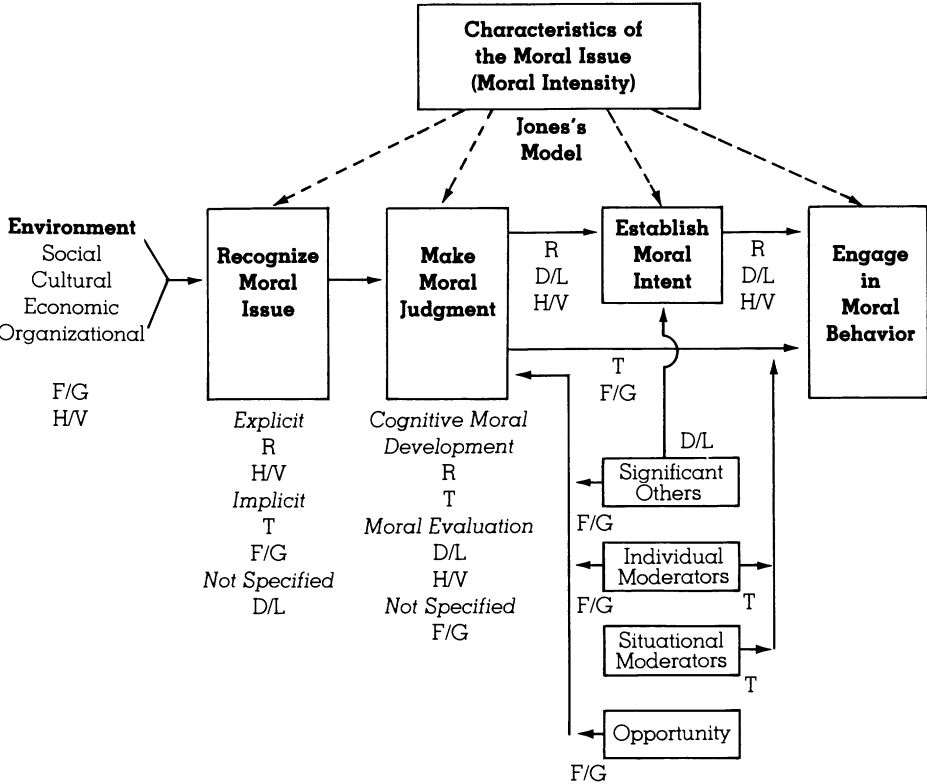 Characteristics of
the Moral Issue
(Moral Intensity)
Jones's
Model
Environment
Social
Cultural
Economic
Organizational
F/G
H/V
Recognize
Moral
Issue
Explicit
R
H/V
Implicit
T
F/G
Not Specified
D/L
Make
Moral
Judgment
Cognitive Moral
Development
R
T
Moral Evaluation
D/L
H/V
Not Specified
F/G
R
D/L
H/V
Establish
Moral
Intent
R
D/L
H/V
Engage
in
Moral
Behavior
T
F/G
D/L
Significant
Others
F/G
Individual
Moderators
F/G
T
Situational
Moderators
T
Opportunity
F/G